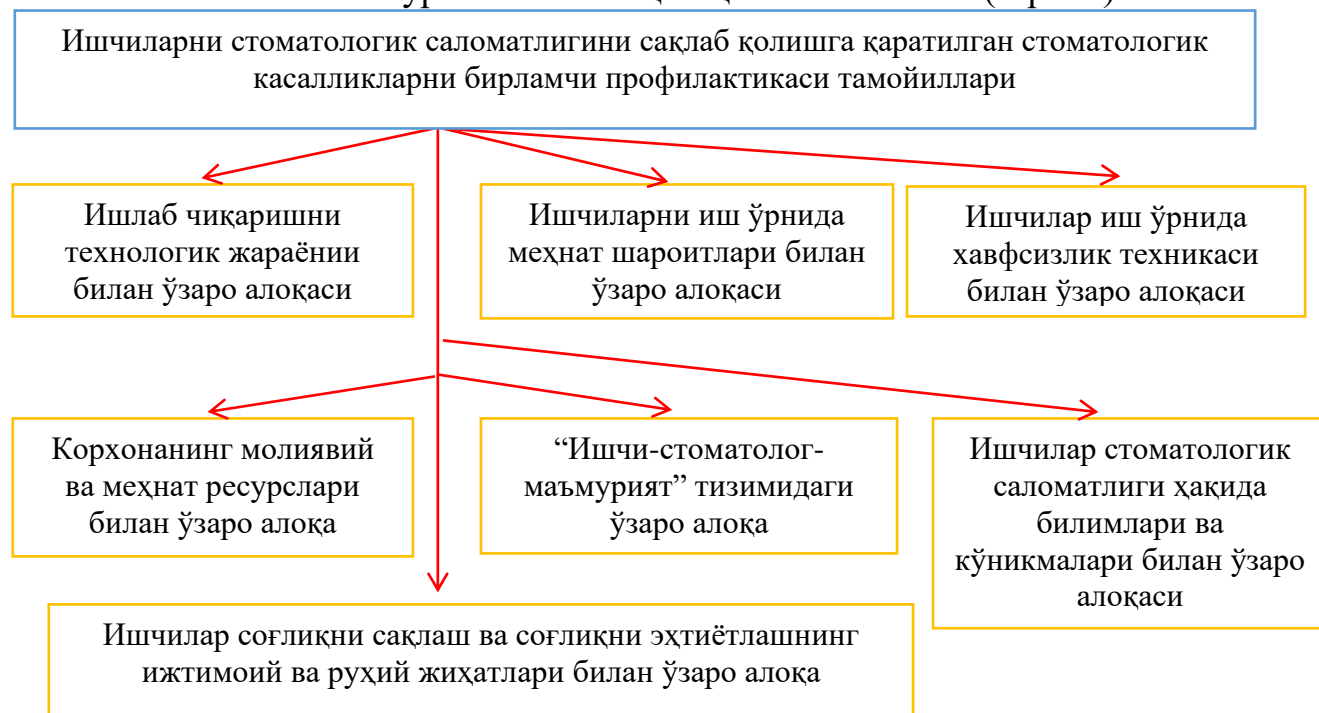 Ишчиларни стоматологик саломатлигини сақлаб қолишга қаратилган стоматологик
касалликларни бирламчи профилактикаси тамойиллари
Ишлаб чиқаришни
технологик жараёнии
билан ўзаро алоқаси
Ишчиларни иш ўрнида
меҳнат шароитлари билан
ўзаро алоқаси
Ишчилар иш ўрнида
хавфсизлик техникаси
билан ўзаро алоқаси
Корхонанинг молиявий
ва меҳнат ресурслари
билан ўзаро алоқа
“Ишчи-стоматолог-
маъмурият” тизимидаги
ўзаро алоқа
Ишчилар стоматологик
саломатлиги ҳақида
билимлари ва
кўникмалари билан ўзаро
алоқаси
Ишчилар соғлиқни сақлаш ва соғлиқни эҳтиётлашнинг
ижтимоий ва руҳий жиҳатлари билан ўзаро алоқа